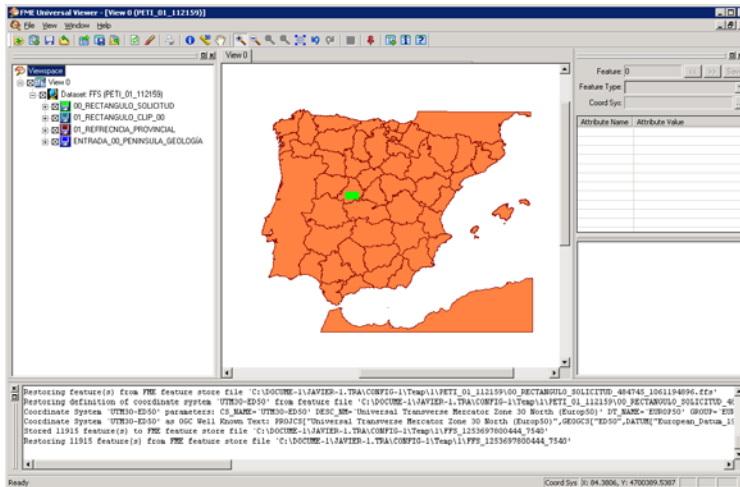 FME Universal Viewer - [View 0 (PETI_01_112159)]
File View Window Help
View 0
Viewspace
View 0
Dataset: FFS (PETI_01_112159)
00_RECTANGULO_SOLICITUD
01_RECTANGULO_CLIP_00
01_REFRECNCIA_PROVINCIAL
ENTRADA_00_PENINSULA_GEOLOGÍA
Feature: 0
<< >> Sav
Feature Type:
Coord Sys:
Attribute Name Attribute Value
Restoring feature(s) from FME feature store file `C:\DOCUME-1\JAVIER-1.TRA\CONFIG-1\Temp\1\PETI_01_112159\00_RECTANGULO_SOLICITUD_484745_1061194896.ffs'
Restoring definition of coordinate system `UTM30-ED50' from feature file `C:\DOCUME-1\JAVIER-1.TRA\CONFIG-1\Temp\1\PETI_01_112159\00_RECTANGULO_SOLICITUD_4
Coordinate System `UTM30-ED50' parameters: CS_NAME=`UTM30-ED50' DESC_NM=`Universal Transverse Mercator Zone 30 North (Europ50)' DT_NAME=`EUROP50' GROUP=`EU
Coordinate System `UTM30-ED50' as OGC Well Known Text: PROJCS["Universal Transverse Mercator Zone 30 North (Europ50)",GEOGCS["ED50",DATUM["European_Datum_19
Stored 11915 feature(s) to FME feature store file `C:\DOCUME-1\JAVIER-1.TRA\CONFIG-1\Temp\1\FFS_1253697800444_7540'
Restoring 11915 feature(s) from FME feature store file `C:\DOCUME-1\JAVIER-1.TRA\CONFIG-1\Temp\1\FFS_1253697800444_7540'
Ready
Coord Sys X: 84.3806, Y: 4700389.5387